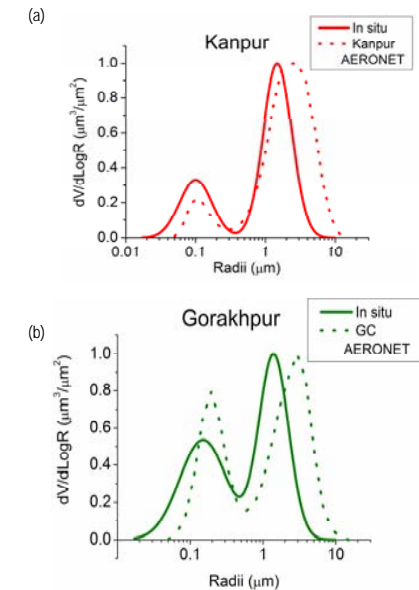 (a)
Kanpur
In situ
Kanpur
AERONET
dV/dLogR (μm³/μm²)
1.0
0.8
0.6
0.4
0.2
0.0
0.01
0.1
1
10
Radii (μm)
(b)
Gorakhpur
In situ
GC
AERONET
dV/dLogR (μm³/μm²)
1.0
0.8
0.6
0.4
0.2
0.0
0.1
1
10
Radii (μm)